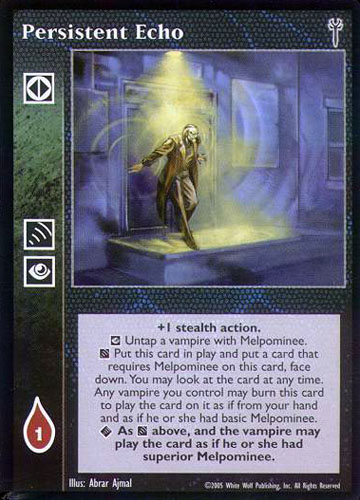 Persistent Echo
+1 stealth action.
Untap a vampire with Melpominee.
Put this card in play and put a card that
requires Melpominee on this card, face
down. You may look at the card at any time.
Any vampire you control may burn this card
to play the card on it as if from your hand
and as if he or she had basic Melpominee.
As above, and the vampire may
play the card as if he or she had
superior Melpominee.
1
Illus: Abrar Ajmal
©2005 White Wolf Publishing, Inc. All Rights Reserved